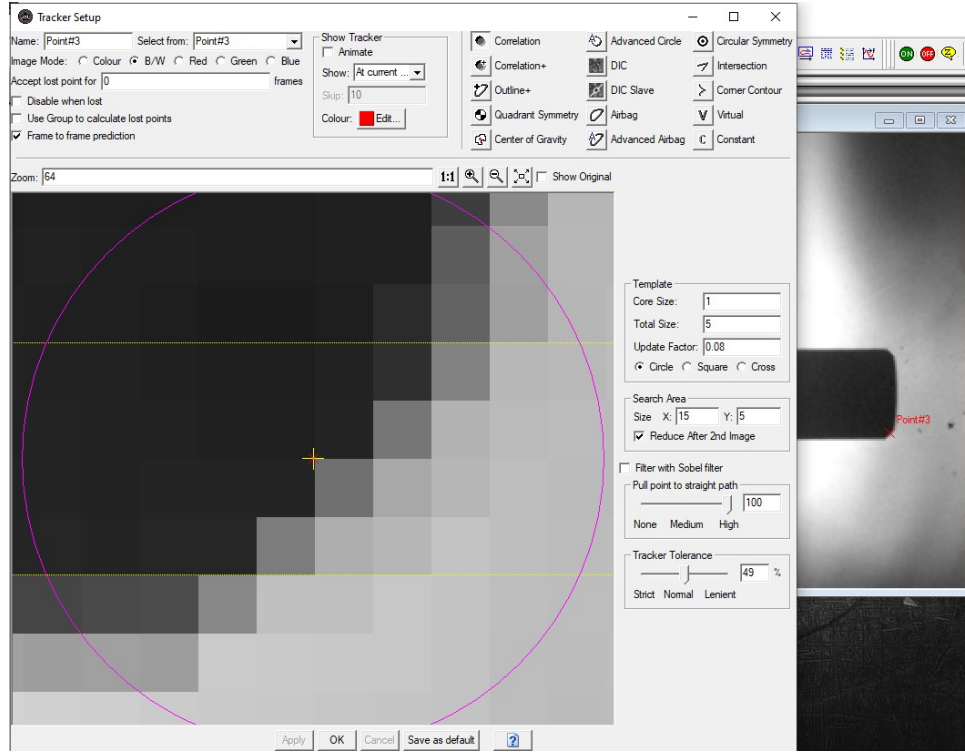 Tracker Setup
Name: Point#3 Select from: Point#3
Image Mode: Colour B/W Red Green Blue
Accept lost point for 0 frames
Disable when lost
Use Group to calculate lost points
Frame to frame prediction
Show Tracker
Animate
Show: At current ...
Skip: 10
Colour: Edit...
Correlation Advanced Circle Circular Symmetry
Correlation+ DIC Intersection
Outline+ DIC Slave Corner Contour
Quadrant Symmetry Airbag Virtual
Center of Gravity Advanced Airbag C Constant
ON OFF
Zoom: 64 1:1 Show Original
Template
Core Size: 1
Total Size: 5
Update Factor: 0.08
Circle Square Cross
Search Area
Size X: 15 Y: 5
Reduce After 2nd Image
Filter with Sobel filter
Pull point to straight path
100
None Medium High
Tracker Tolerance
49 %
Strict Normal Lenient
Point#3
Apply OK Cancel Save as default ?